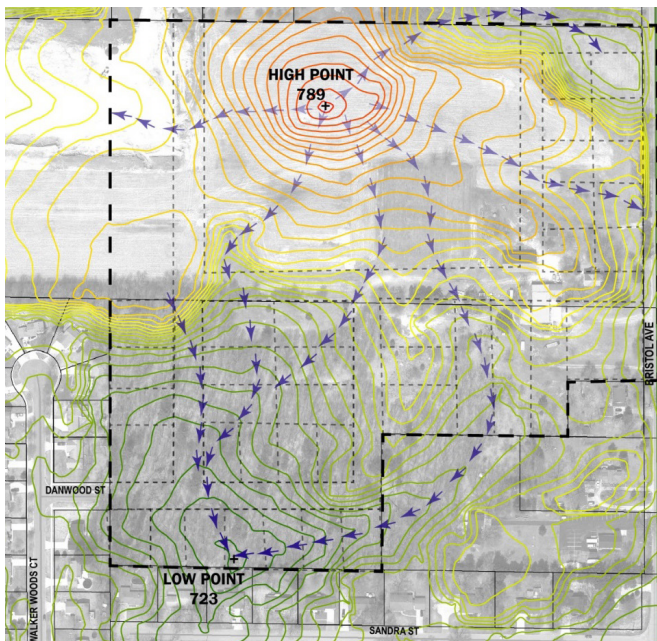 HIGH POINT
789
BRISTOL AVE
DANWOOD ST
WALKER WOODS CT
LOW POINT
723
SANDRA ST